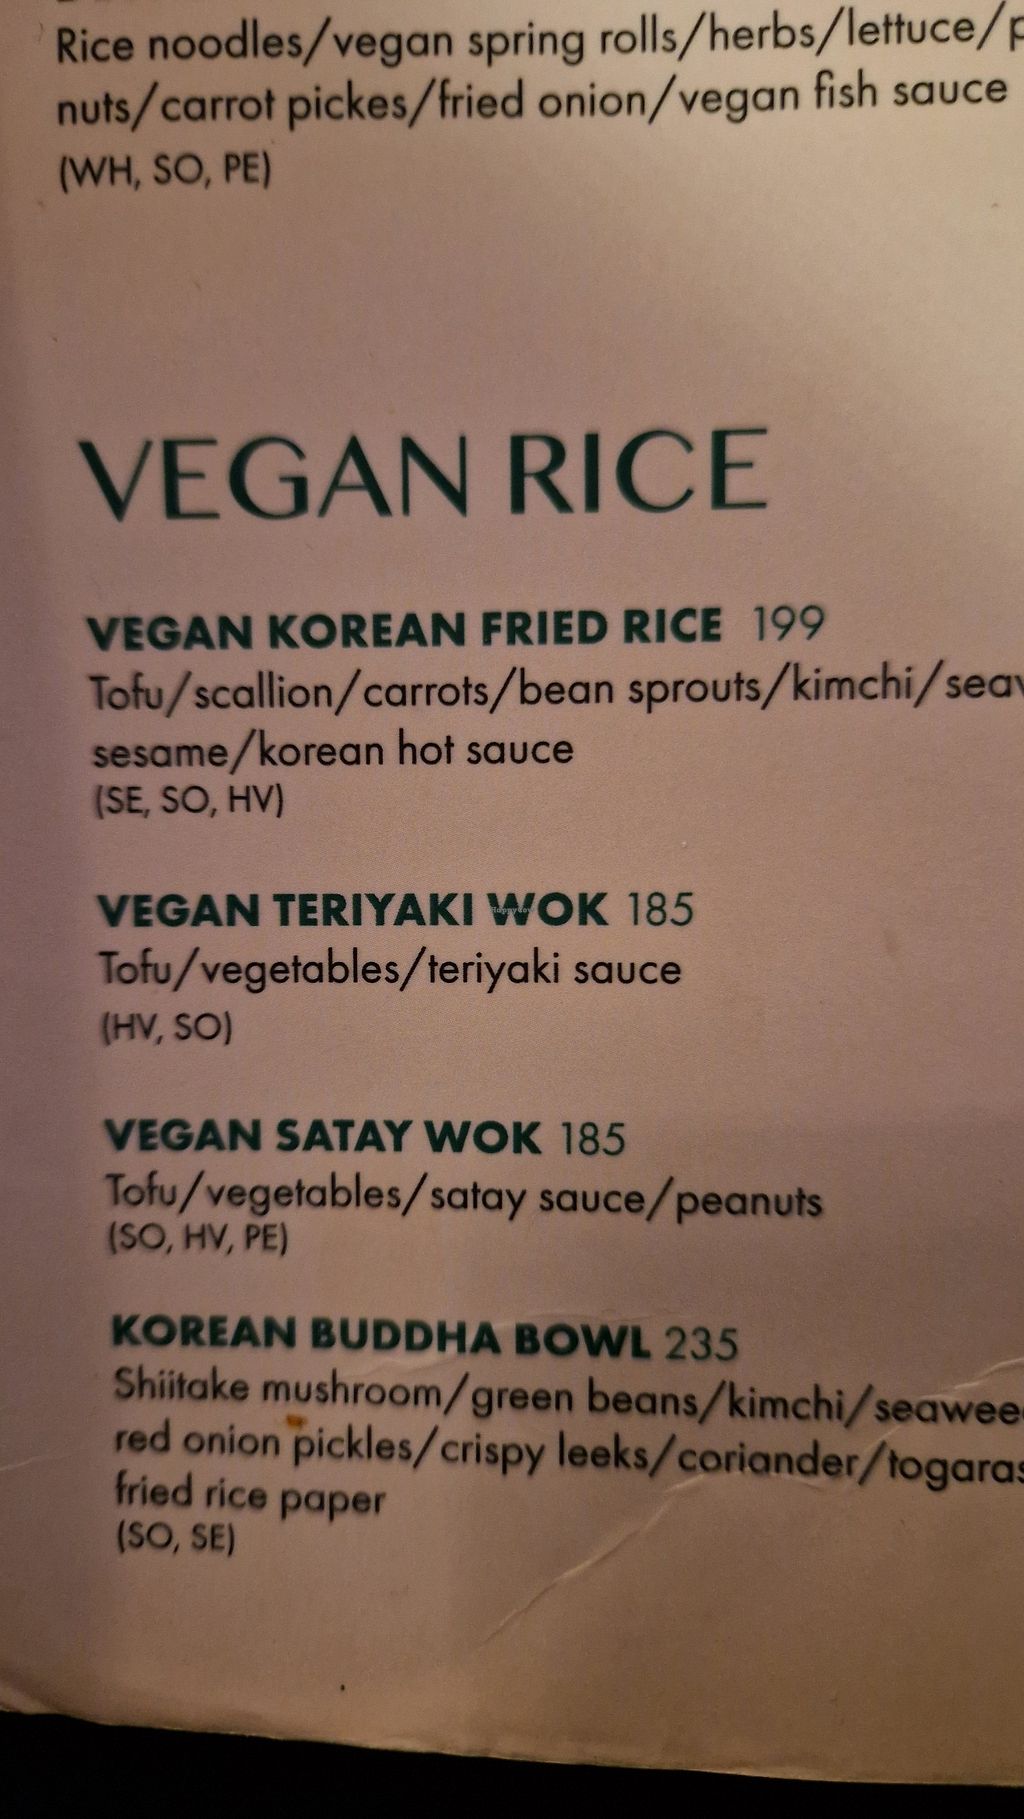 Rice noodles/vegan spring rolls/herbs/lettuce/p
nuts/carrot pickes/fried onion/vegan fish sauce
(WH, SO, PE)
VEGAN RICE
VEGAN KOREAN FRIED RICE 199
Tofu/scallion/carrots/bean sprouts/kimchi/seav
sesame/korean hot sauce
(SE, SO, HV)
VEGAN TERIYAKI WOK 185
Tofu/vegetables/teriyaki sauce
(HV, SO)
VEGAN SATAY WOK 185
Tofu/vegetables/satay sauce/peanuts
(SO, HV, PE)
KOREAN BUDDHA BOWL 235
Shiitake mushroom/green beans/kimchi/seawee
red onion pickles/crispy leeks/coriander/togaras
fried rice paper
(SO, SE)